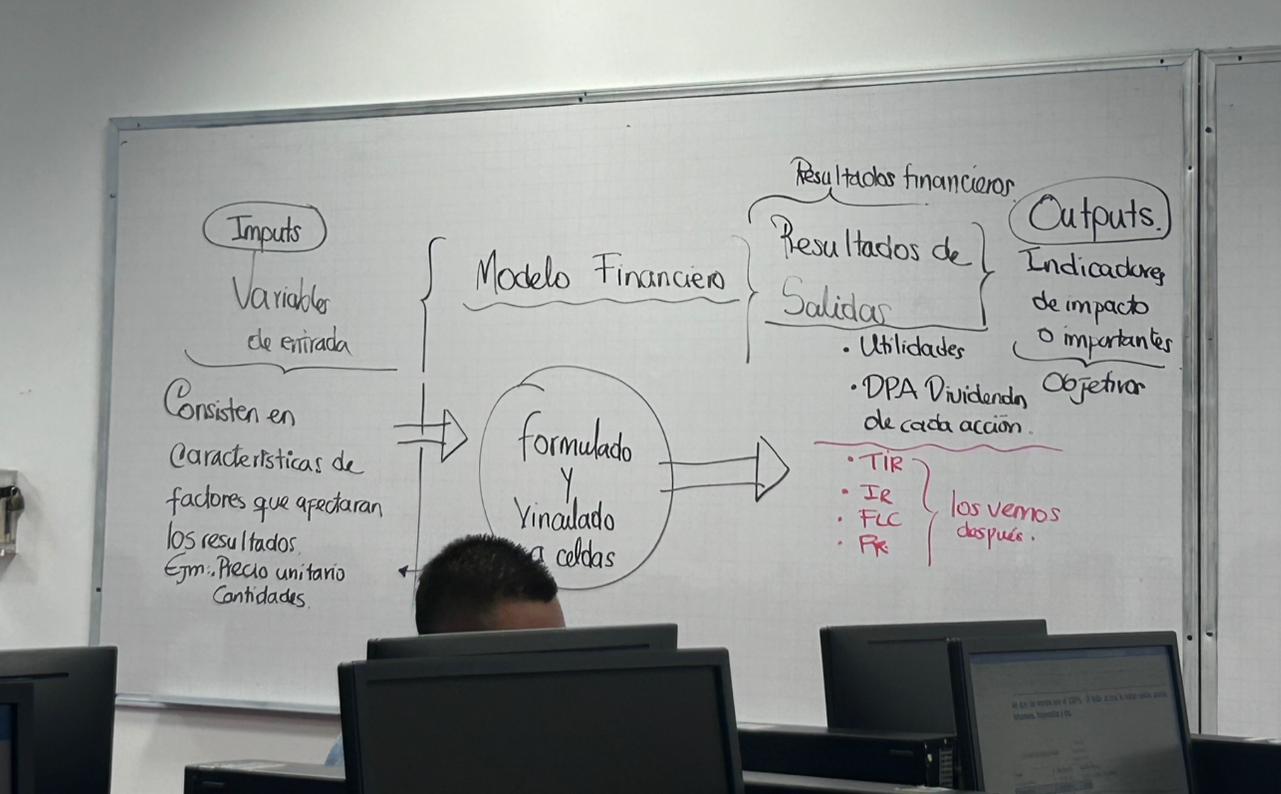 Imputs
Variables
de entrada
Consisten en
Características de
factores que afectaran
los resultados.
Ejm:. Precio unitario
Cantidades.
Modelo Financiero
formulado
y
Vinculado
a celdas
Resultados financieros.
Resultados de
Salidas
• Utilidades
• DPA Dividendo
de cada acción.
• TIR
• IR
• FLC
los vemos
después.
Outputs.
Indicadores
de impacto
o importantes
Objetivos